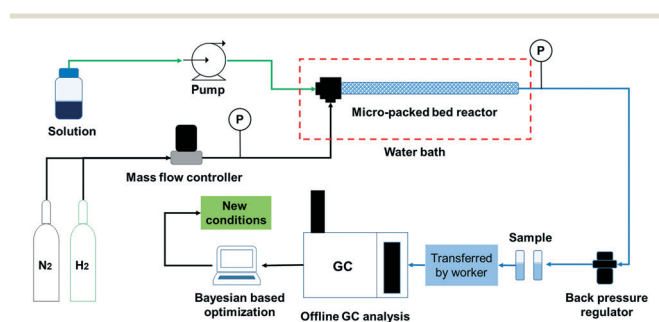 P
Pump
Solution
Micro-packed bed reactor
P
Water bath
Mass flow controller
New
conditions
N2
H2
GC
Transferred
by worker
Sample
Bayesian based
optimization
Offline GC analysis
Back pressure
regulator